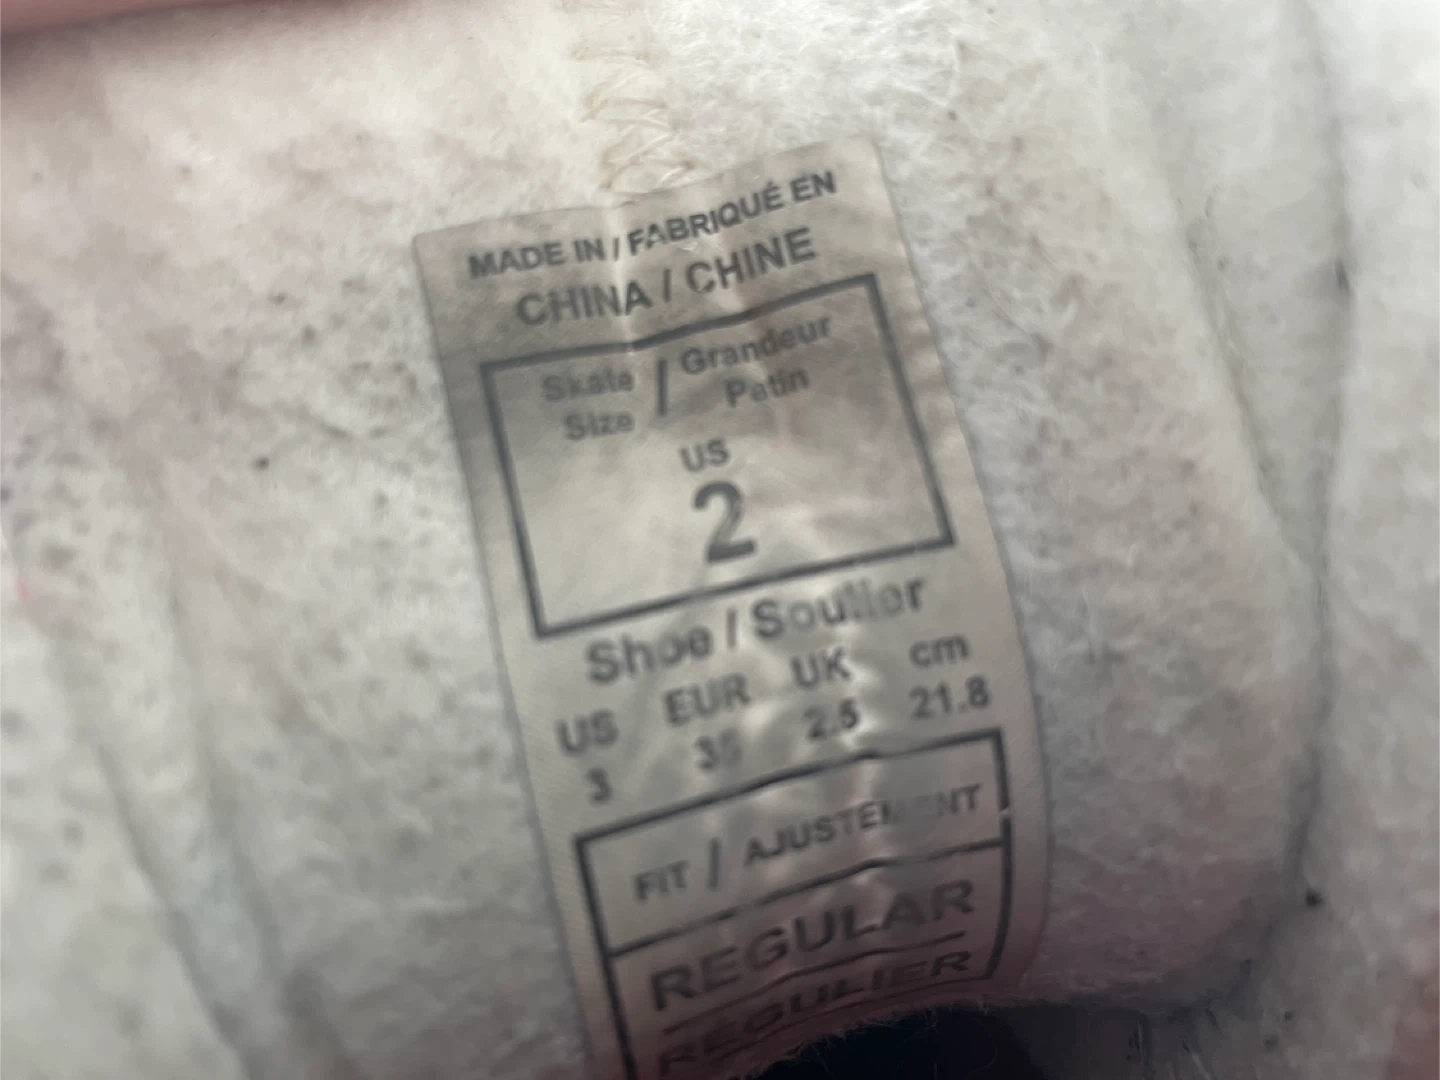 MADE IN / FABRIQUÉ EN
CHINA / CHINE
Skate Size / Grandeur Patin
US
2
Shoe / Soulier
US EUR UK cm
3 2.5 21.8
FIT / AJUSTEMENT
REGULAR
RÉGULIER